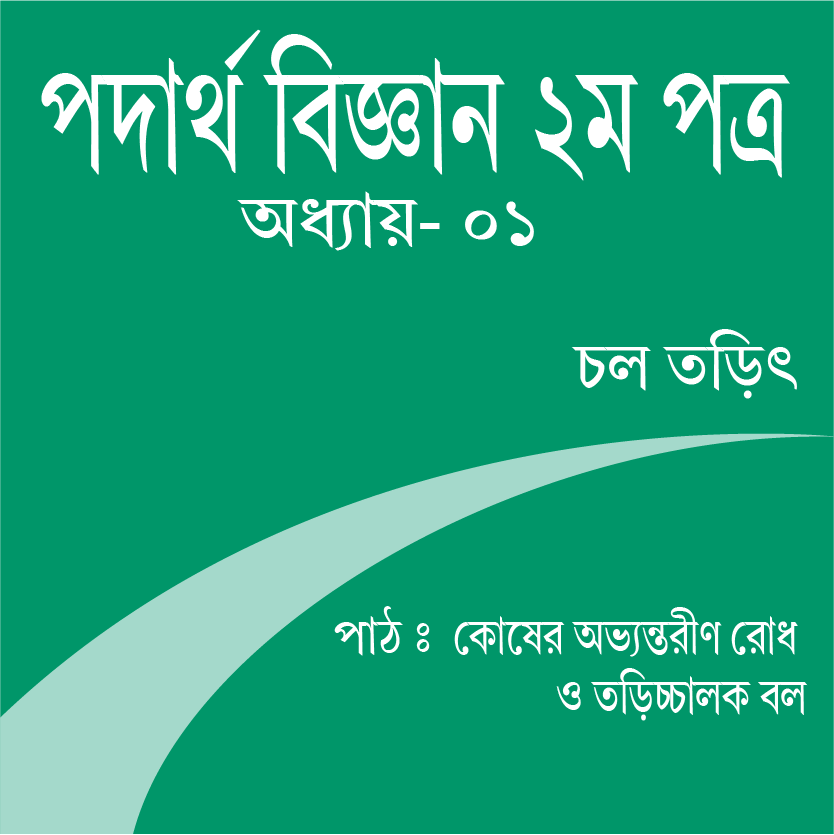 পদার্থ বিজ্ঞান ২ম পত্র
অধ্যায়- ০১
চল তড়িৎ
পাঠ ঃ কোষের অভ্যন্তরীণ রোধ
ও তড়িচ্চালক বল